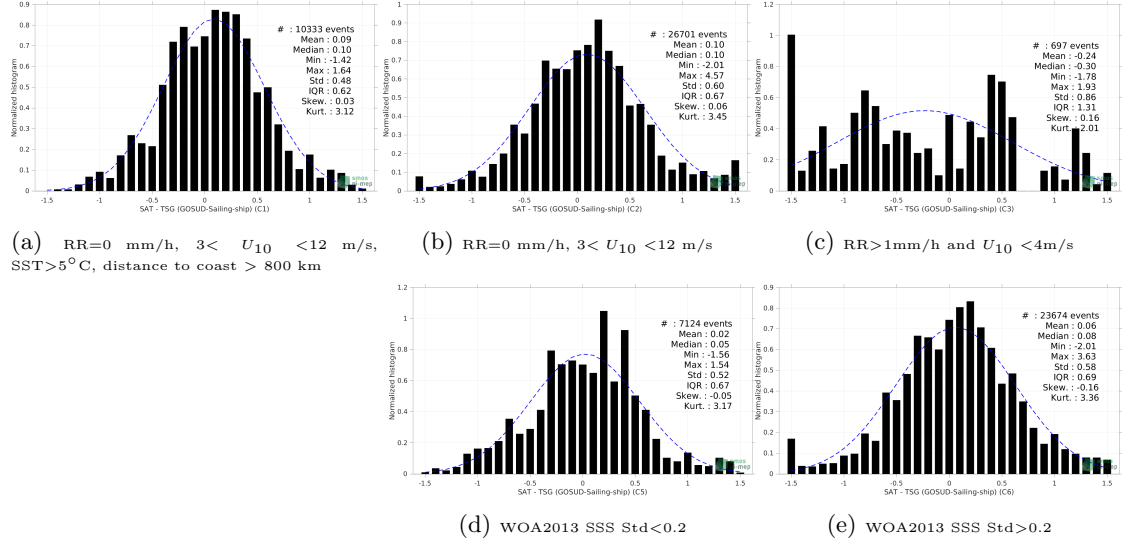 0.9
0.8
0.7
0.6
0.5
0.4
0.3
0.2
0.1
0
Normalized histogram
# : 10333 events
Mean : 0.09
Median : 0.10
Min : -1.42
Max : 1.64
Std : 0.48
IQR : 0.62
Skew. : 0.03
Kurt. : 3.12
smos
pi-mep
-1.5 -1 -0.5 0 0.5 1 1.5
SAT - TSG (GOSUD-Sailing-ship) (C1)
(a) RR=0 mm/h, 3< U10 <12 m/s,
SST>5°C, distance to coast > 800 km
1
0.9
0.8
0.7
0.6
0.5
0.4
0.3
0.2
0.1
0
Normalized histogram
# : 26701 events
Mean : 0.10
Median : 0.10
Min : -2.01
Max : 4.57
Std : 0.60
IQR : 0.67
Skew. : 0.06
Kurt. : 3.45
smos
pi-mep
-1.5 -1 -0.5 0 0.5 1 1.5
SAT - TSG (GOSUD-Sailing-ship) (C2)
(b) RR=0 mm/h, 3< U10 <12 m/s
1.2
1
0.8
0.6
0.4
0.2
0
Normalized histogram
# : 697 events
Mean : -0.24
Median : -0.30
Min : -1.78
Max : 1.93
Std : 0.86
IQR : 1.31
Skew. : 0.16
Kurt. : 2.01
smos
pi-mep
-1.5 -1 -0.5 0 0.5 1 1.5
SAT - TSG (GOSUD-Sailing-ship) (C3)
(c) RR>1mm/h and U10 <4m/s
1.2
1
0.8
0.6
0.4
0.2
0
Normalized histogram
# : 7124 events
Mean : 0.02
Median : 0.05
Min : -1.56
Max : 1.54
Std : 0.52
IQR : 0.67
Skew. : -0.05
Kurt. : 3.17
smos
pi-mep
-1.5 -1 -0.5 0 0.5 1 1.5
SAT - TSG (GOSUD-Sailing-ship) (C5)
(d) WOA2013 SSS Std<0.2
0.9
0.8
0.7
0.6
0.5
0.4
0.3
0.2
0.1
0
Normalized histogram
# : 23674 events
Mean : 0.06
Median : 0.08
Min : -2.01
Max : 3.63
Std : 0.58
IQR : 0.69
Skew. : -0.16
Kurt. : 3.36
smos
pi-mep
-1.5 -1 -0.5 0 0.5 1 1.5
SAT - TSG (GOSUD-Sailing-ship) (C6)
(e) WOA2013 SSS Std>0.2